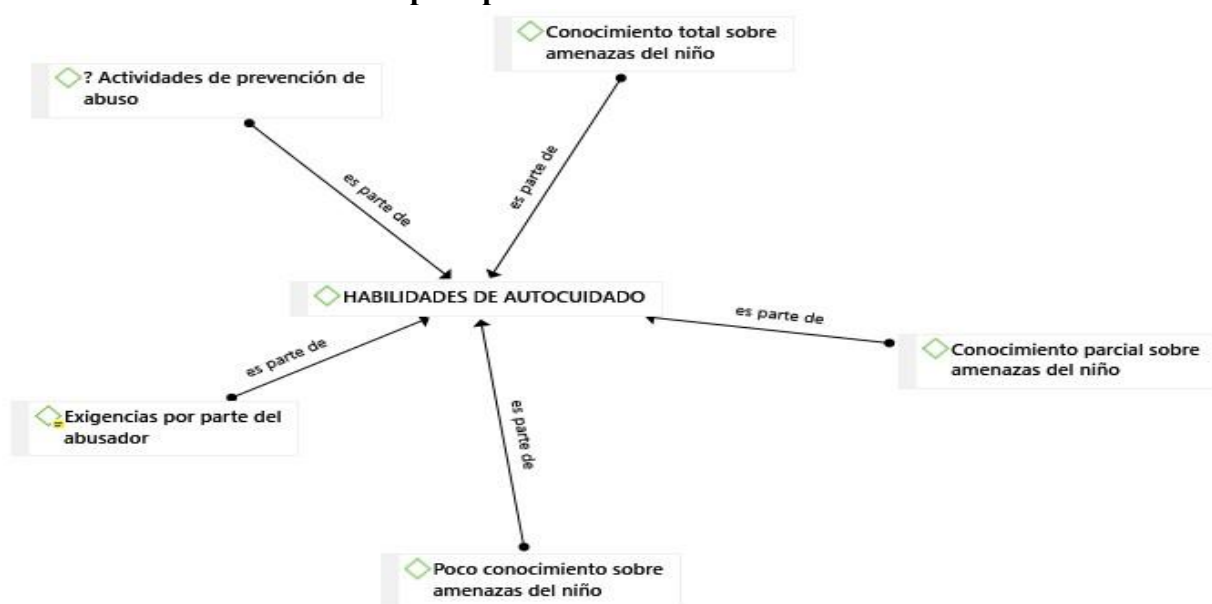 Conocimiento total sobre
amenazas del niño
? Actividades de prevención de
abuso
es parte de
es parte de
HABILIDADES DE AUTOCUIDADO
es parte de
Conocimiento parcial sobre
amenazas del niño
es parte de
Exigencias por parte del
abusador
es parte de
Poco conocimiento sobre
amenazas del niño